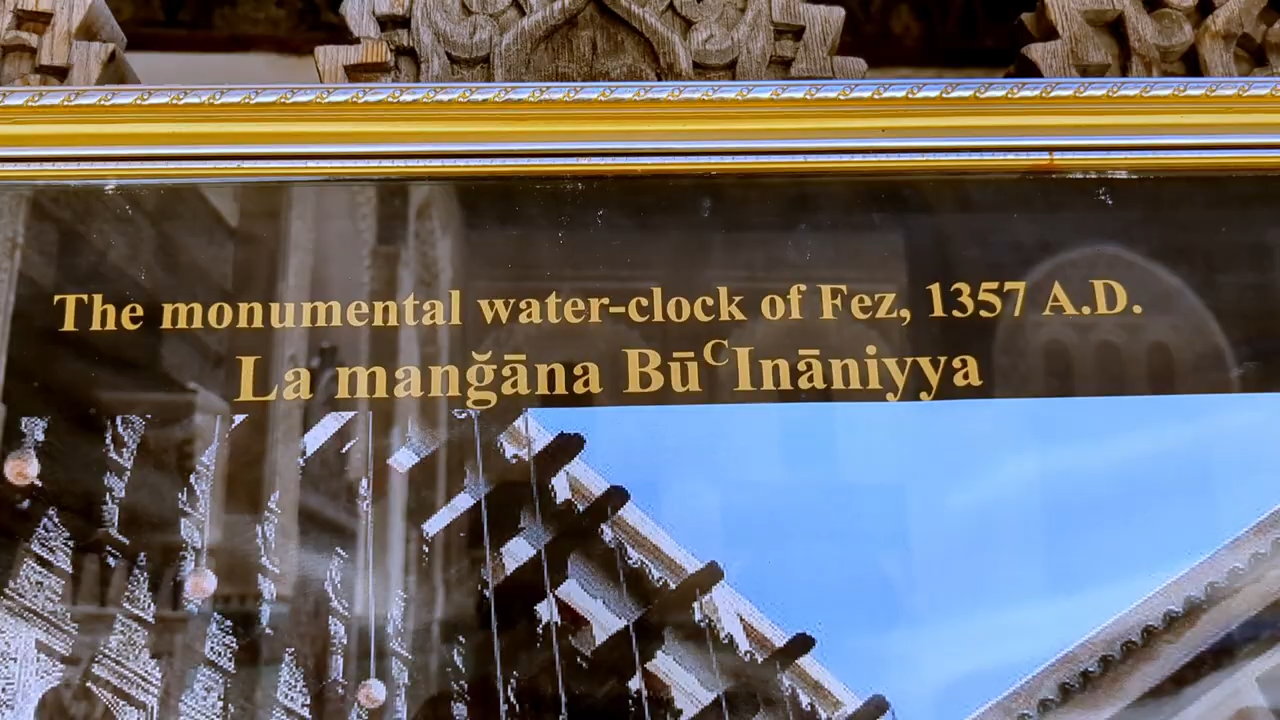 The monumental water-clock of Fez, 1357 A.D.
La manğāna BūᶜInāniyya